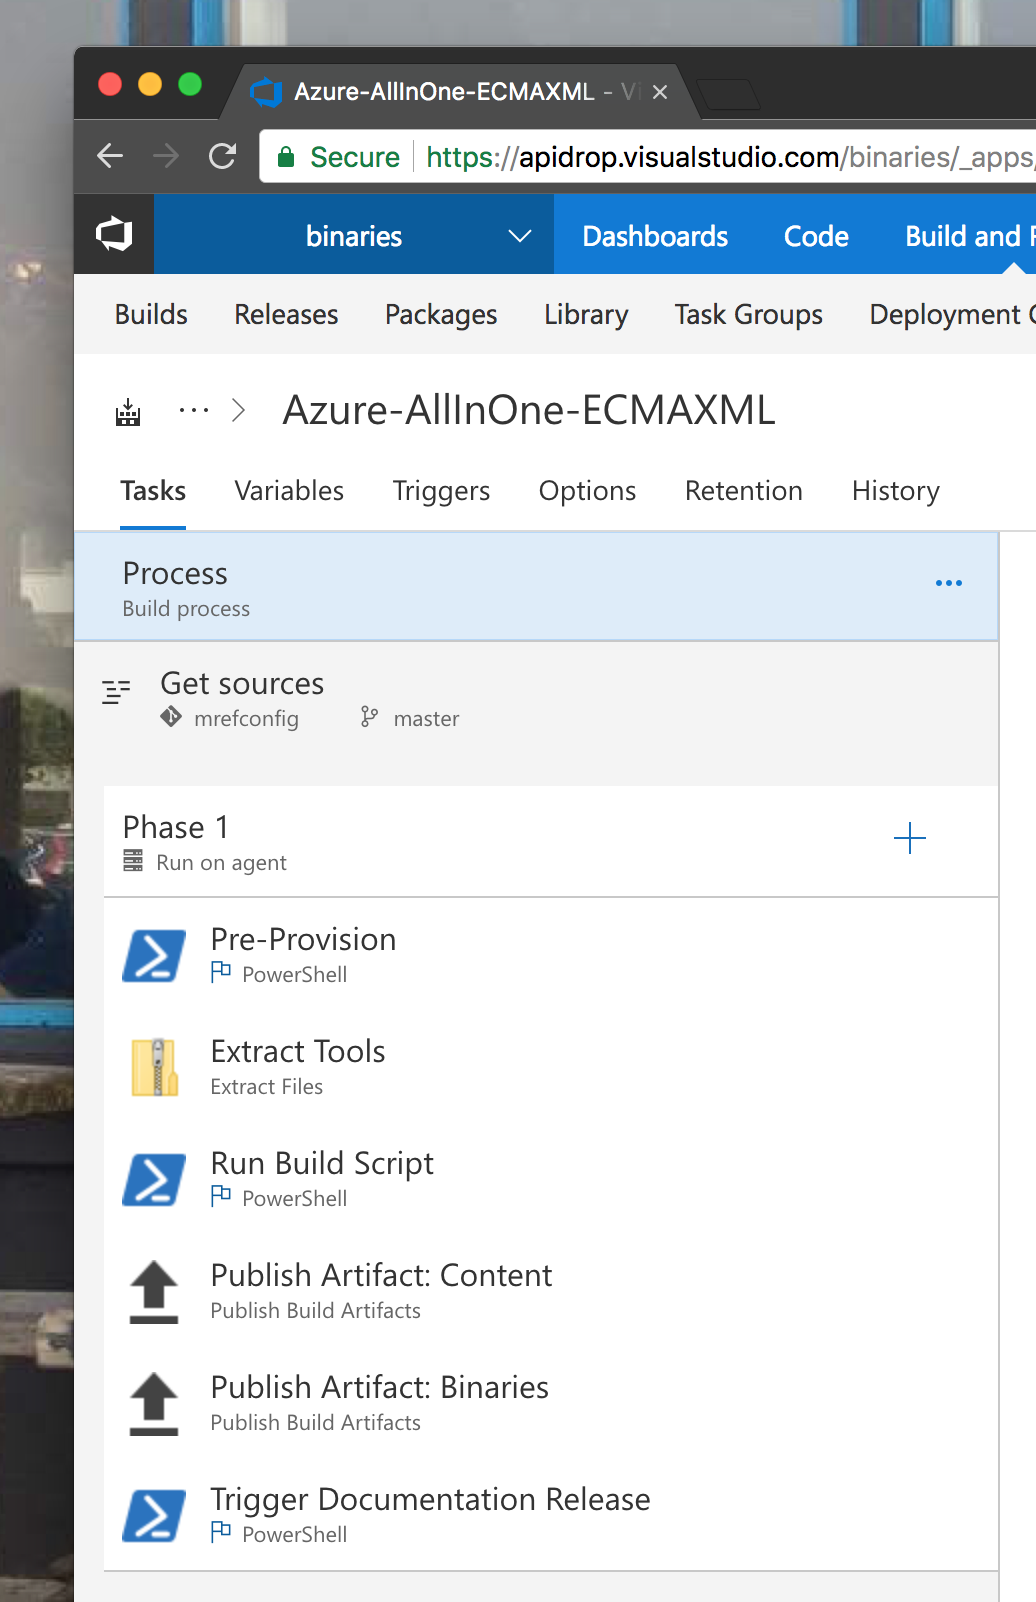 Azure-AllInOne-ECMAXML - Vi
Secure https://apidrop.visualstudio.com/binaries/_apps/
binaries Dashboards Code Build and R
Builds Releases Packages Library Task Groups Deployment G
... Azure-AllInOne-ECMAXML
Tasks Variables Triggers Options Retention History
Process
Build process
Get sources
mrefconfig master
Phase 1
Run on agent
Pre-Provision
PowerShell
Extract Tools
Extract Files
Run Build Script
PowerShell
Publish Artifact: Content
Publish Build Artifacts
Publish Artifact: Binaries
Publish Build Artifacts
Trigger Documentation Release
PowerShell